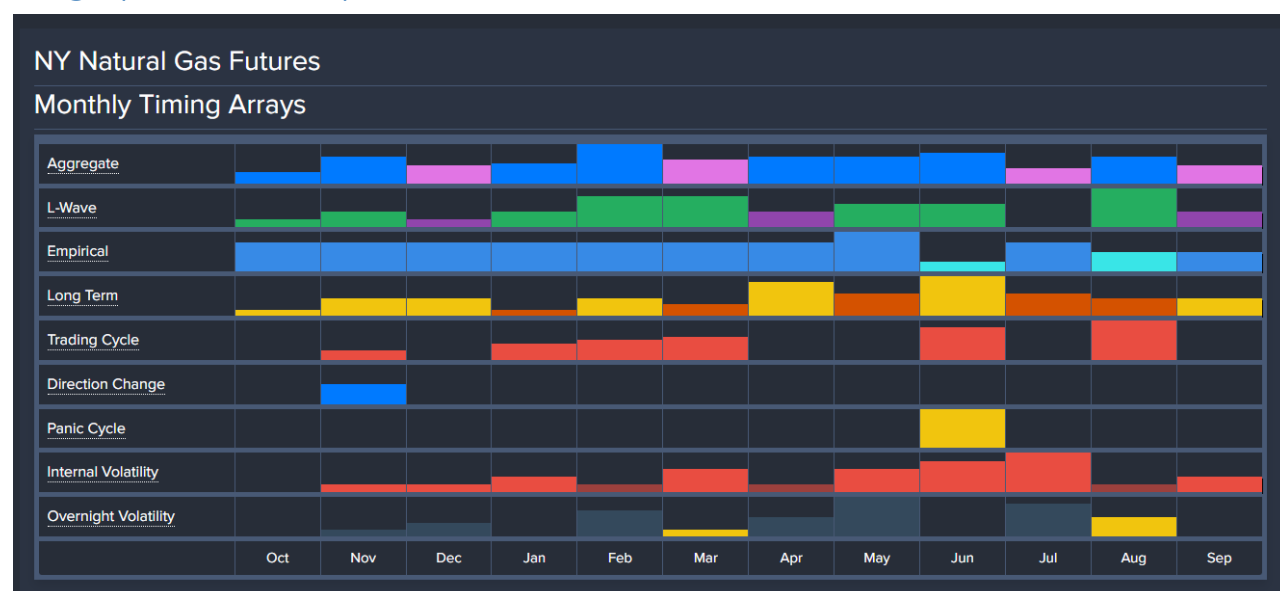 NY Natural Gas Futures
Monthly Timing Arrays
Aggregate
L-Wave
Empirical
Long Term
Trading Cycle
Direction Change
Panic Cycle
Internal Volatility
Overnight Volatility
Oct Nov Dec Jan Feb Mar Apr May Jun Jul Aug Sep